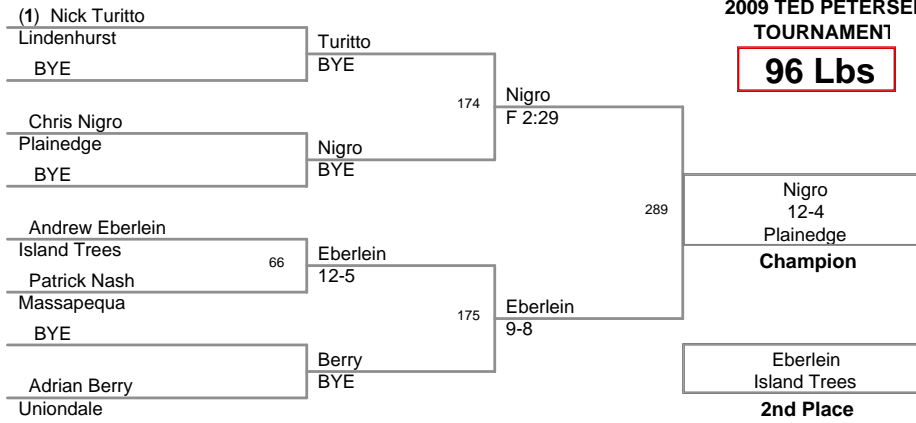 (1) Nick Turitto
Lindenhurst
BYE
Chris Nigro
Plainedge
BYE
Andrew Eberlein
Island Trees
66
Patrick Nash
Massapequa
BYE
Adrian Berry
Uniondale
Turitto
BYE
174
Nigro
BYE
Eberlein
12-5
175
Berry
BYE
Nigro
F 2:29
289
Eberlein
9-8
2009 TED PETERSEN
TOURNAMENT
96 Lbs
Nigro
12-4
Plainedge
Champion
Eberlein
Island Trees
2nd Place